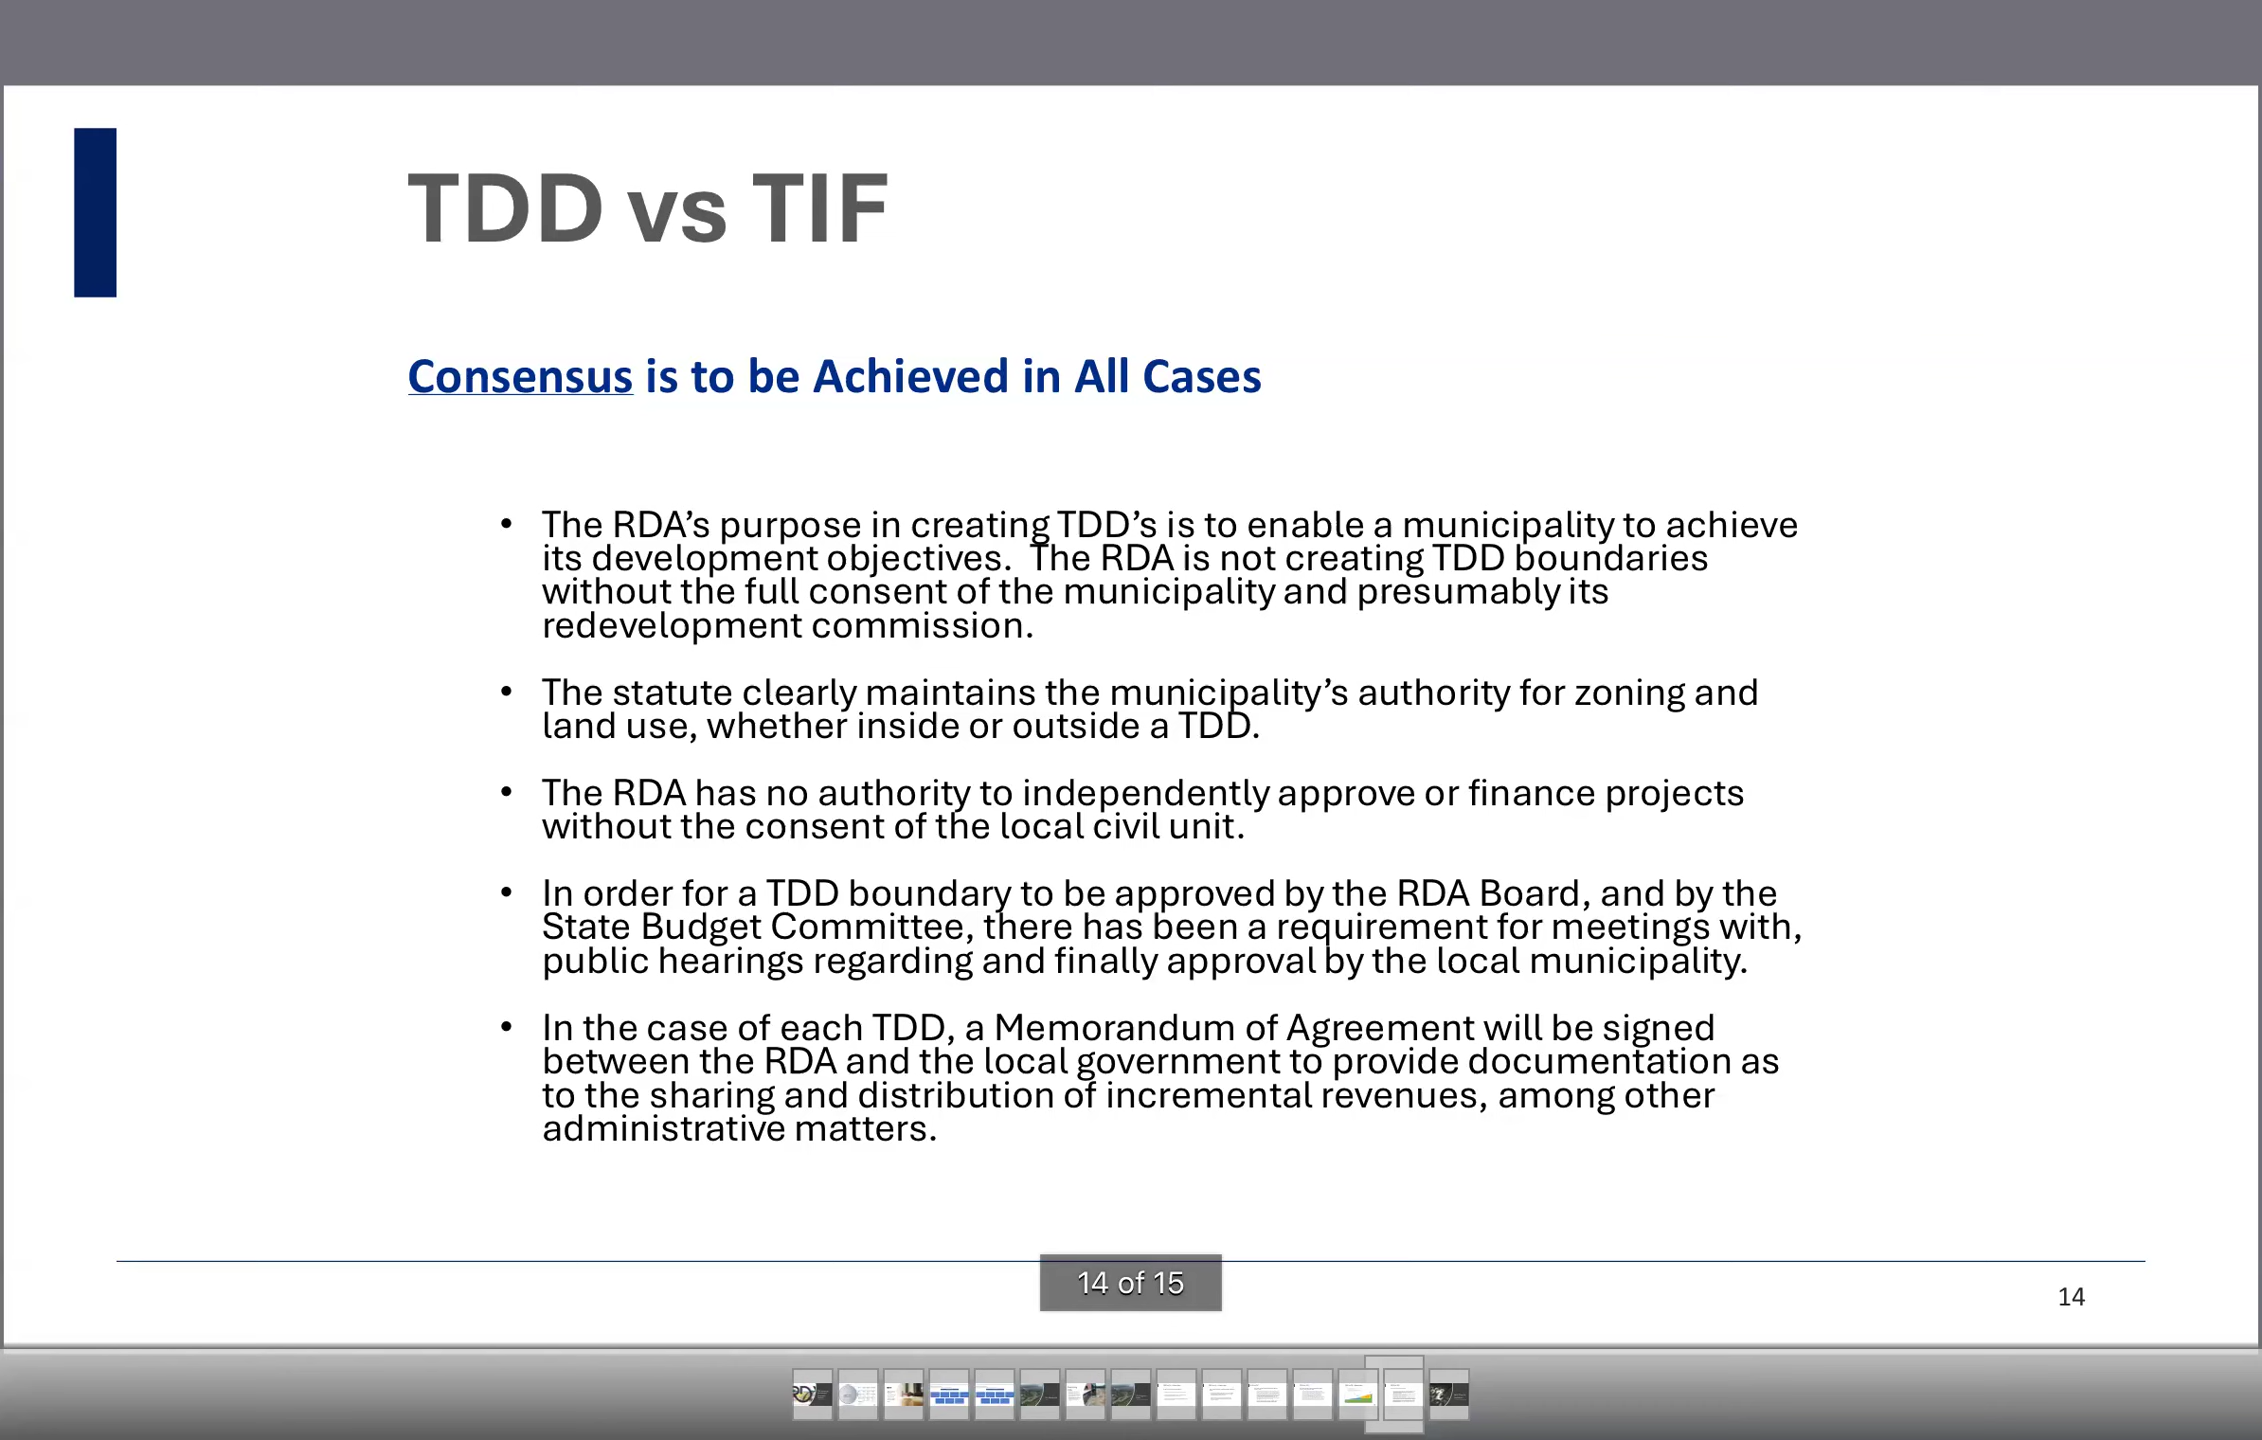 TDD vs TIF
Consensus is to be Achieved in All Cases
• The RDA’s purpose in creating TDD’s is to enable a municipality to achieve
its development objectives.  The RDA is not creating TDD boundaries
without the full consent of the municipality and presumably its
redevelopment commission.
• The statute clearly maintains the municipality’s authority for zoning and
land use, whether inside or outside a TDD.
• The RDA has no authority to independently approve or finance projects
without the consent of the local civil unit.
• In order for a TDD boundary to be approved by the RDA Board, and by the
State Budget Committee, there has been a requirement for meetings with,
public hearings regarding and finally approval by the local municipality.
• In the case of each TDD, a Memorandum of Agreement will be signed
between the RDA and the local government to provide documentation as
to the sharing and distribution of incremental revenues, among other
administrative matters.
14 of 15
14